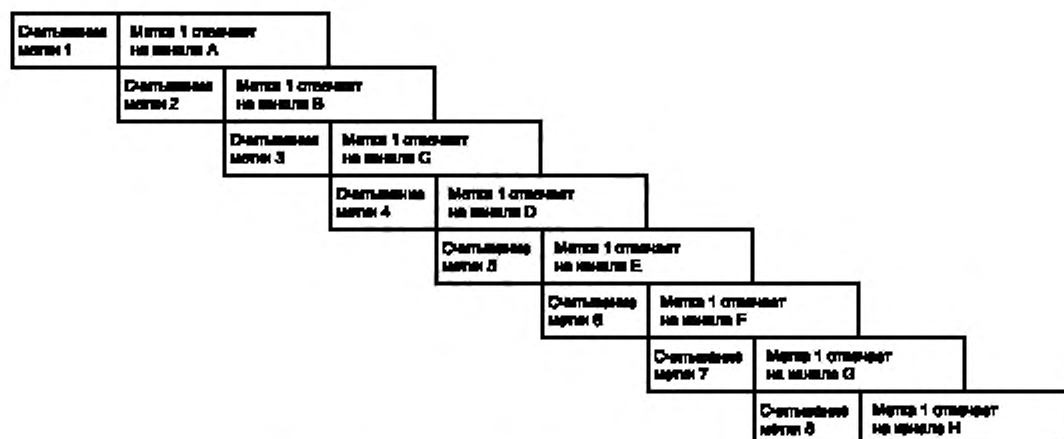 Считывание
метки 1
Метка 1 отвечает
на канале A
Считывание
метки 2
Метка 1 отвечает
на канале B
Считывание
метки 3
Метка 1 отвечает
на канале C
Считывание
метки 4
Метка 1 отвечает
на канале D
Считывание
метки 5
Метка 1 отвечает
на канале E
Считывание
метки 6
Метка 1 отвечает
на канале F
Считывание
метки 7
Метка 1 отвечает
на канале G
Считывание
метки 8
Метка 1 отвечает
на канале H